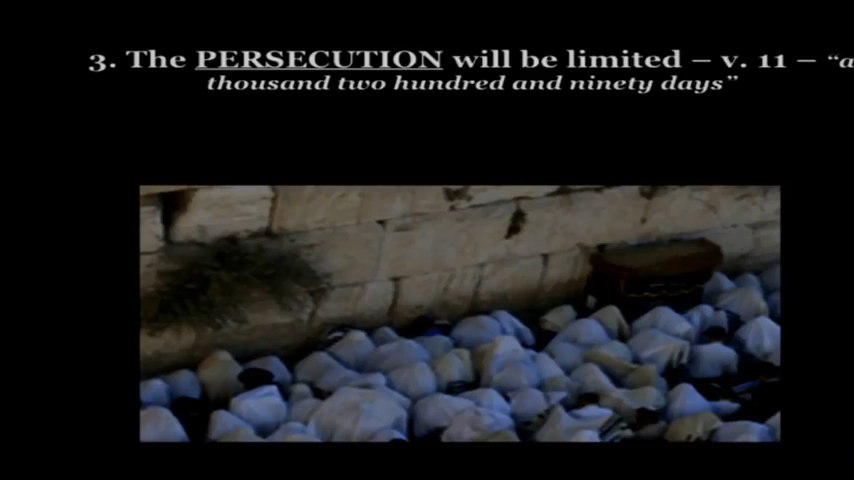 3. The PERSECUTION will be limited – v. 11 – “a
thousand two hundred and ninety days”